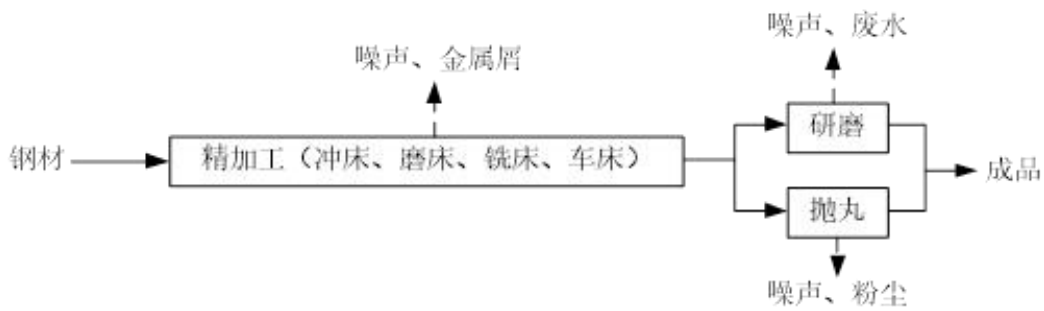 噪声、废水
噪声、金属屑
研磨
钢材
精加工（冲床、磨床、铣床、车床）
成品
抛丸
噪声、粉尘